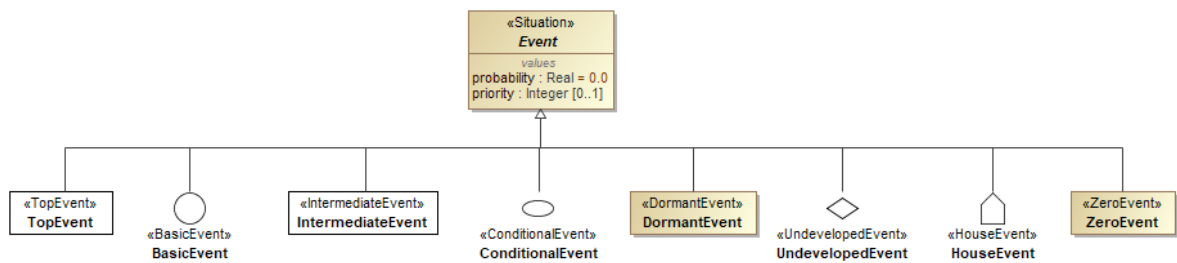 «Situation»
Event
values
probability : Real = 0.0
priority : Integer [0..1]
«TopEvent»
TopEvent
«BasicEvent»
BasicEvent
«IntermediateEvent»
IntermediateEvent
«ConditionalEvent»
ConditionalEvent
«DormantEvent»
DormantEvent
«UndevelopedEvent»
UndevelopedEvent
«HouseEvent»
HouseEvent
«ZeroEvent»
ZeroEvent